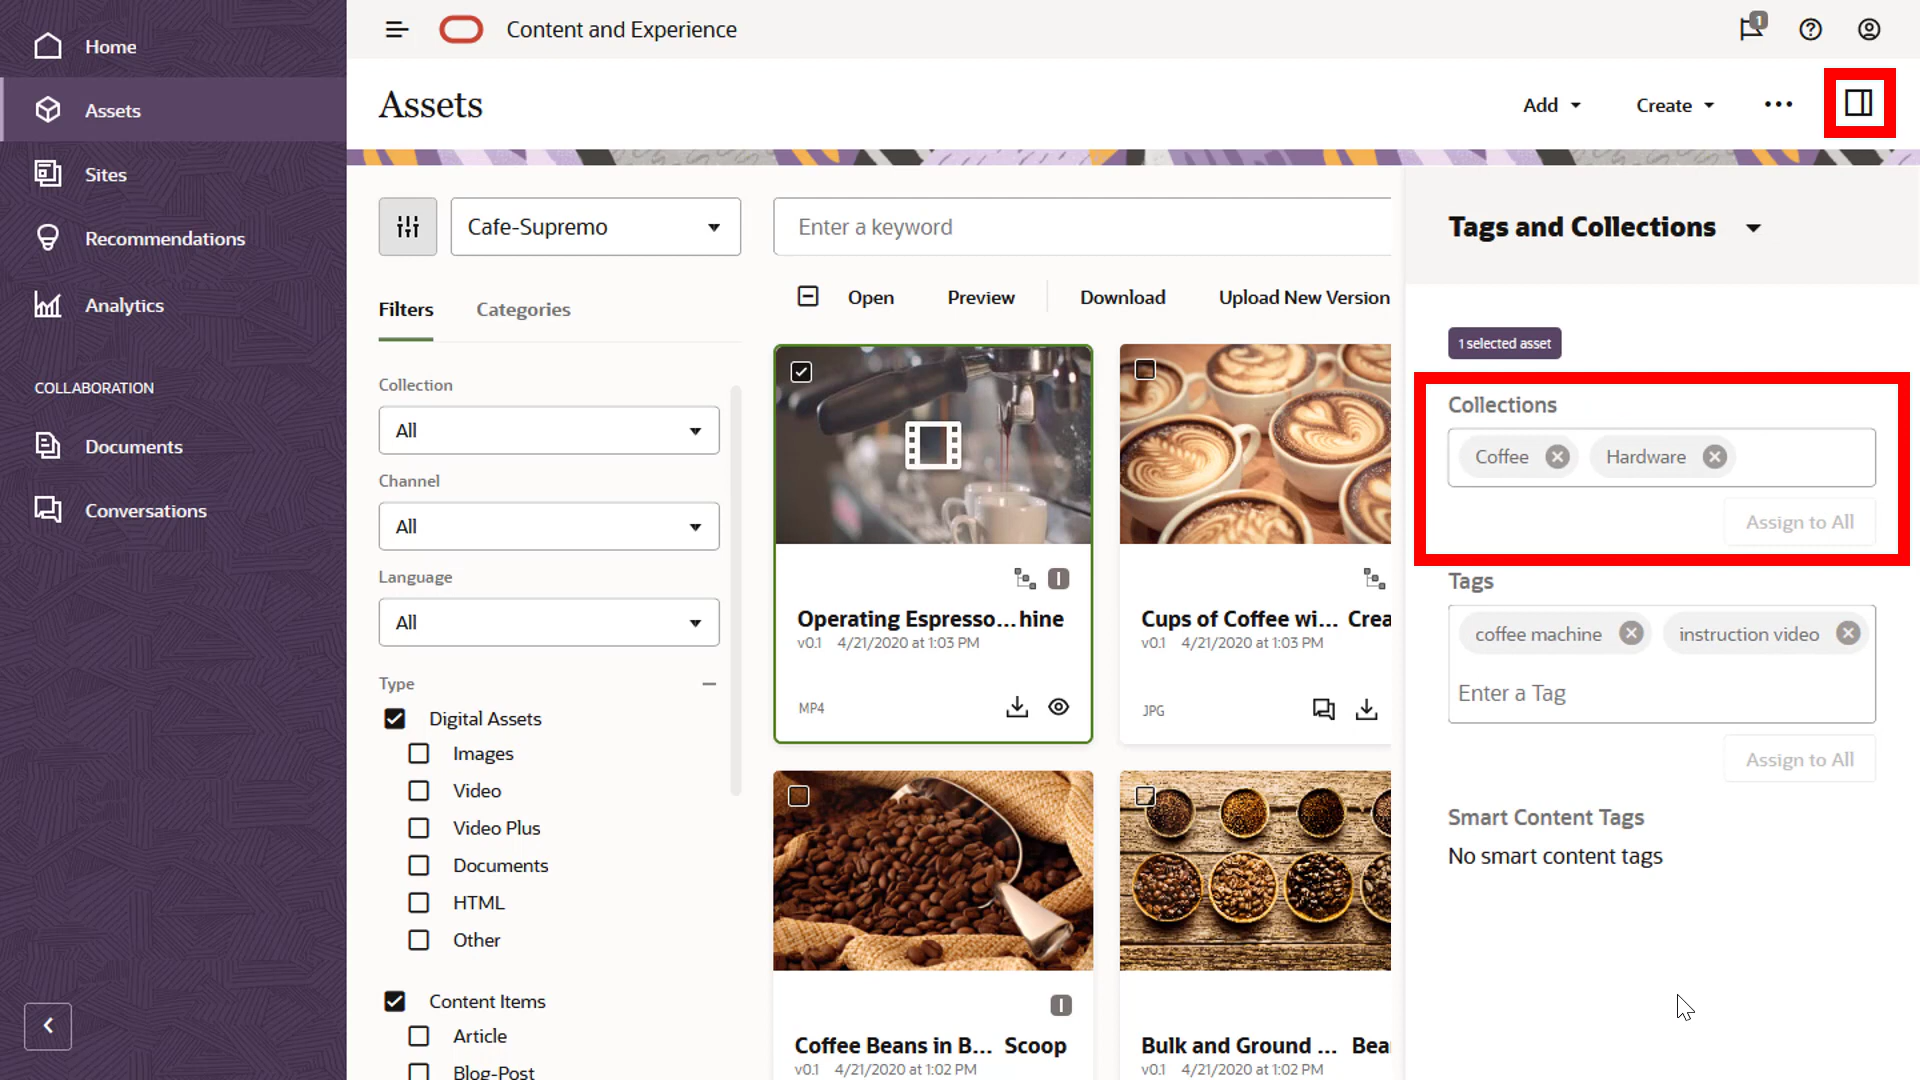 Home
Assets
Sites
Recommendations
Analytics
COLLABORATION
Documents
Conversations
Content and Experience
1
Assets
Add
Create
Cafe-Supremo
Enter a keyword
Filters
Categories
Open
Preview
Download
Upload New Version
Collection
All
Channel
All
Language
All
Type
Digital Assets
Images
Video
Video Plus
Documents
HTML
Other
Content Items
Article
Blog-Post
Operating Espresso... hine
v0.1 4/21/2020 at 1:03 PM
MP4
Cups of Coffee wi... Crea
v0.1 4/21/2020 at 1:03 PM
JPG
Coffee Beans in B... Scoop
v0.1 4/21/2020 at 1:02 PM
Bulk and Ground ... Bea
v0.1 4/21/2020 at 1:02 PM
Tags and Collections
1 selected asset
Collections
Coffee
Hardware
Assign to All
Tags
coffee machine
instruction video
Enter a Tag
Assign to All
Smart Content Tags
No smart content tags